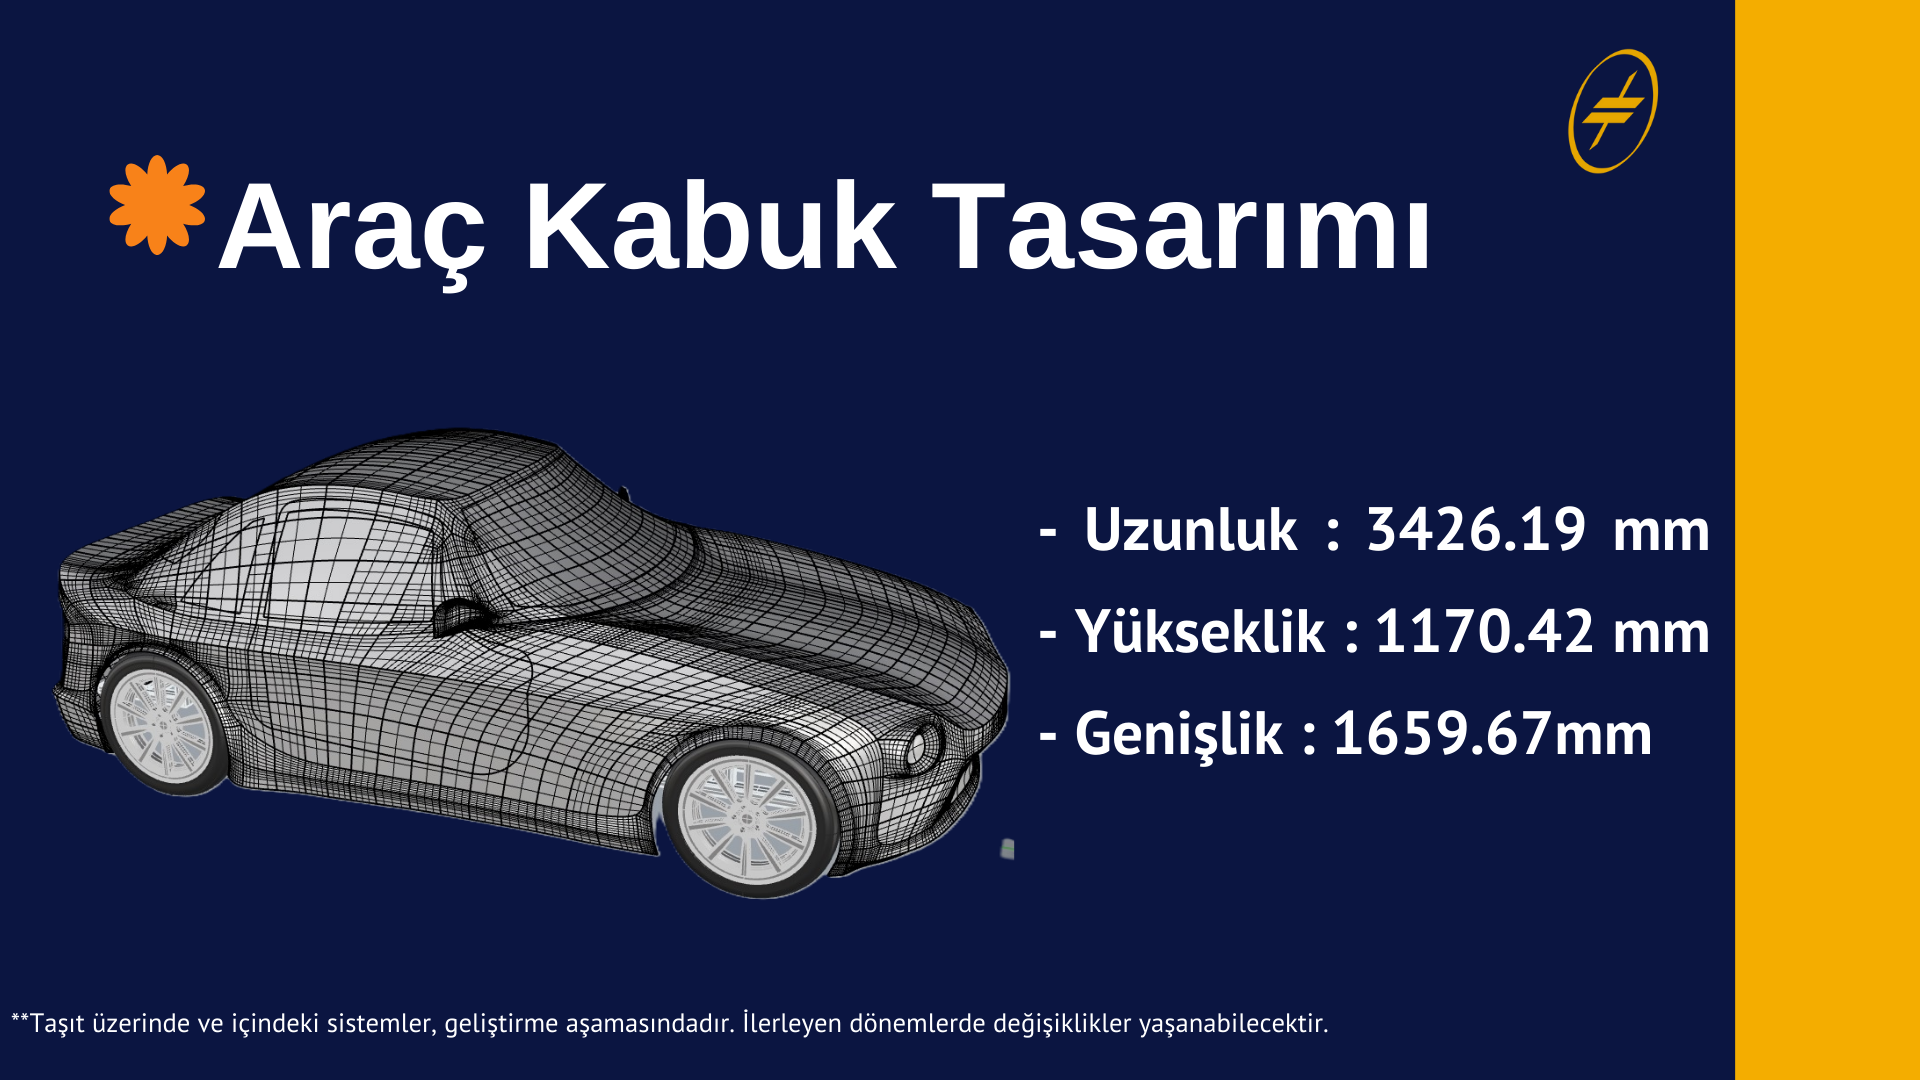 Araç Kabuk Tasarımı
- Uzunluk : 3426.19 mm
- Yükseklik : 1170.42 mm
- Genişlik : 1659.67mm
**Taşıt üzerinde ve içindeki sistemler, geliştirme aşamasındadır. İlerleyen dönemlerde değişiklikler yaşanabilecektir.